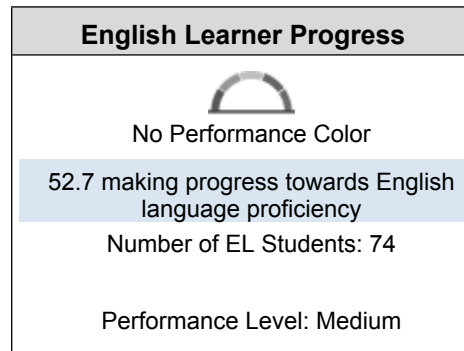 English Learner Progress
No Performance Color
52.7 making progress towards English
language proficiency
Number of EL Students: 74
Performance Level: Medium